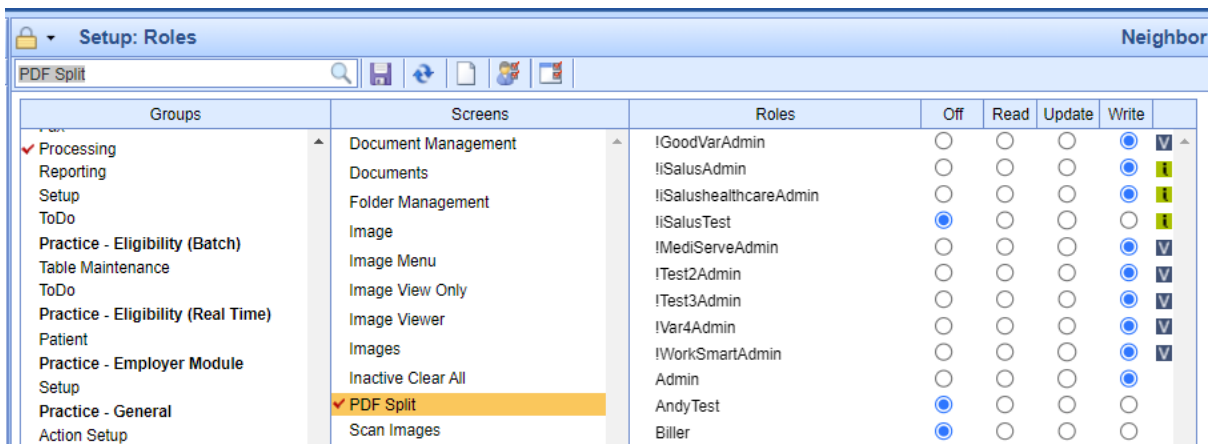 Setup: Roles
Neighbor
PDF Split
Groups
Screens
Roles
Off
Read
Update
Write
Processing
Reporting
Setup
ToDo
Practice - Eligibility (Batch)
Table Maintenance
ToDo
Practice - Eligibility (Real Time)
Patient
Practice - Employer Module
Setup
Practice - General
Action Setup
Document Management
Documents
Folder Management
Image
Image Menu
Image View Only
Image Viewer
Images
Inactive Clear All
PDF Split
Scan Images
!GoodVarAdmin V
!iSalusAdmin i
!iSalushealthcareAdmin i
!iSalusTest i
!MediServeAdmin V
!Test2Admin V
!Test3Admin V
!Var4Admin V
!WorkSmartAdmin V
Admin
AndyTest
Biller